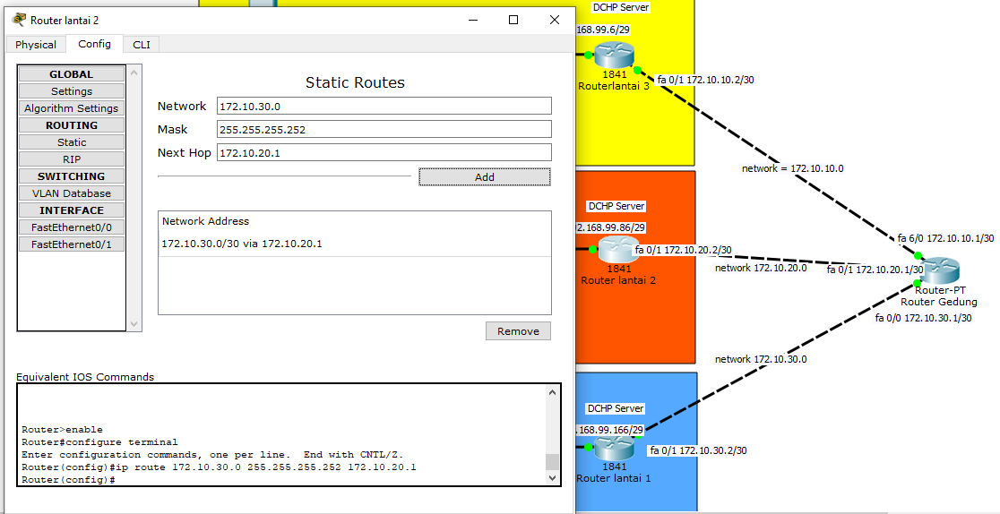 Router lantai 2
Physical
Config
CLI
GLOBAL
Settings
Algorithm Settings
ROUTING
Static
RIP
SWITCHING
VLAN Database
INTERFACE
FastEthernet0/0
FastEthernet0/1
Static Routes
Network 172.10.30.0
Mask 255.255.255.252
Next Hop 172.10.20.1
Add
Network Address
172.10.30.0/30 via 172.10.20.1
Remove
Equivalent IOS Commands
Router>enable
Router#configure terminal
Enter configuration commands, one per line. End with CNTL/Z.
Router(config)#ip route 172.10.30.0 255.255.255.252 172.10.20.1
Router(config)#
DCHP Server
168.99.6/29
1841
Routerlantai 3
fa 0/1 172.10.10.2/30
network = 172.10.10.0
DCHP Server
2.168.99.86/29
fa 0/1 172.10.20.2/30
1841
Router lantai 2
network 172.10.20.0
fa 6/0 172.10.10.1/30
fa 0/1 172.10.20.1/30
Router-PT
Router Gedung
fa 0/0 172.10.30.1/30
network 172.10.30.0
DCHP Server
.168.99.166/29
fa 0/1 172.10.30.2/30
1841
Router lantai 1